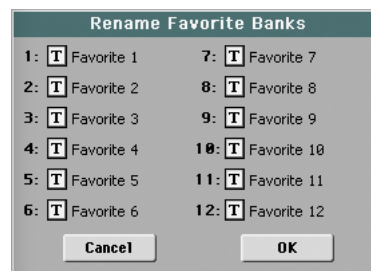 Rename Favorite Banks
1: T Favorite 1
2: T Favorite 2
3: T Favorite 3
4: T Favorite 4
5: T Favorite 5
6: T Favorite 6
7: T Favorite 7
8: T Favorite 8
9: T Favorite 9
10: T Favorite 10
11: T Favorite 11
12: T Favorite 12
Cancel
OK